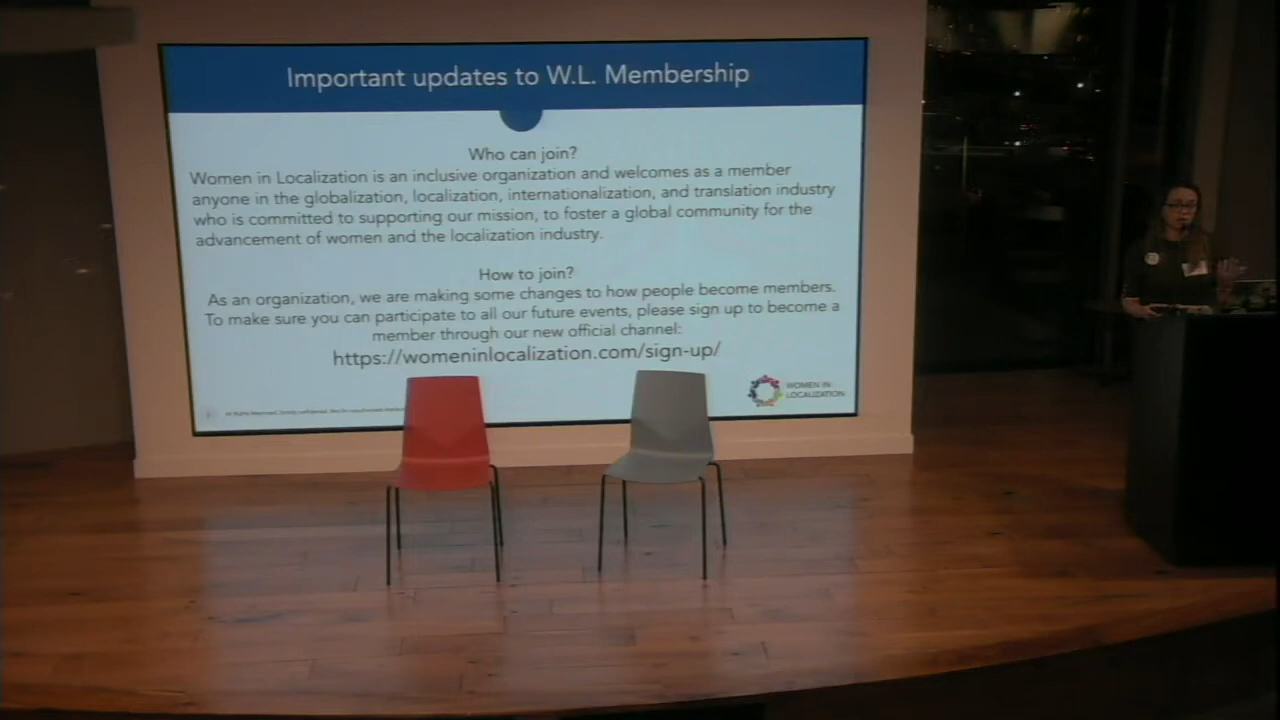 Important updates to W.L. Membership
Who can join?
Women in Localization is an inclusive organization and welcomes as a member
anyone in the globalization, localization, internationalization, and translation industry
who is committed to supporting our mission, to foster a global community for the
advancement of women and the localization industry.
How to join?
As an organization, we are making some changes to how people become members.
To make sure you can participate to all our future events, please sign up to become a
member through our new official channel:
https://womeninlocalization.com/sign-up/
WOMEN IN
LOCALIZATION
All Rights Reserved.